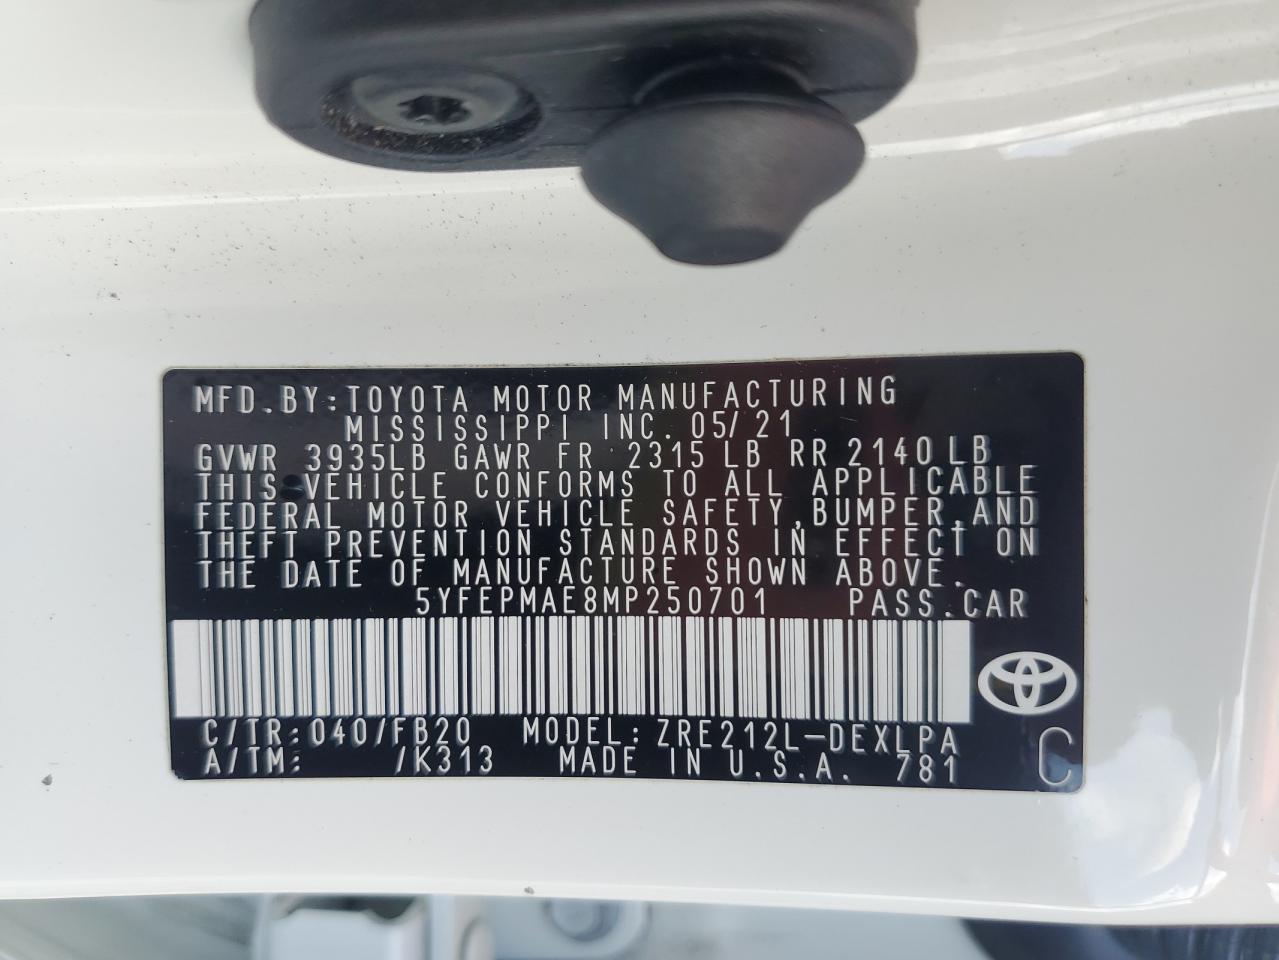 MFD.BY:TOYOTA MOTOR MANUFACTURING
MISSISSIPPI INC. 05/21
GVWR 3935LB GAWR FR 2315 LB RR 2140 LB
THIS VEHICLE CONFORMS TO ALL APPLICABLE
FEDERAL MOTOR VEHICLE SAFETY,BUMPER,AND
THEFT PREVENTION STANDARDS IN EFFECT ON
THE DATE OF MANUFACTURE SHOWN ABOVE.
5YFEPMAE8MP250701 PASS.CAR
C/TR:040/FB20 MODEL:ZRE212L-DEXLPA
A/TM: /K313 MADE IN U.S.A. 781 C